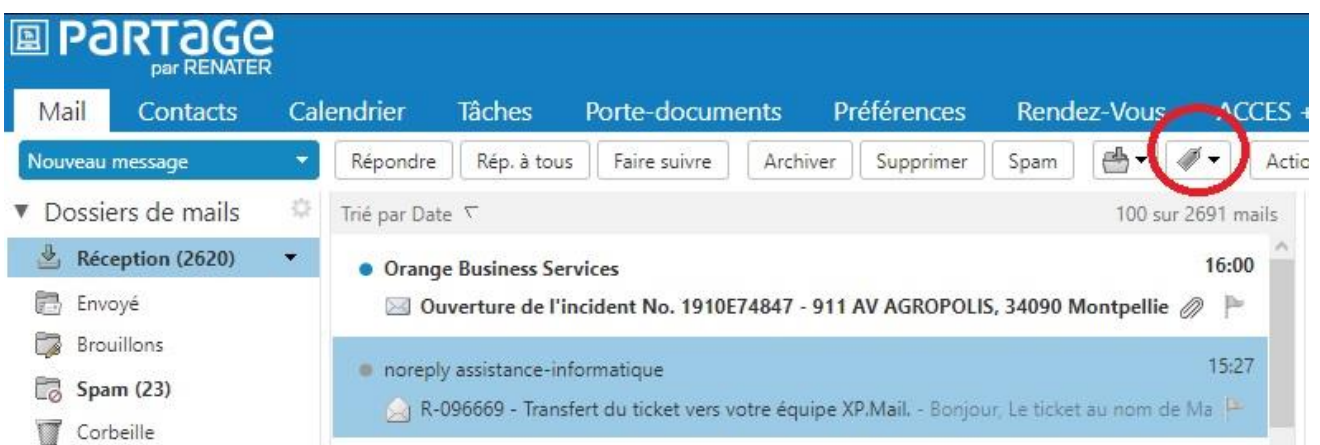 PARTAGE
par RENATER
Mail Contacts Calendrier Tâches Porte-documents Préférences Rendez-Vous ACCES +
Nouveau message Répondre Rép. à tous Faire suivre Archiver Supprimer Spam Actio
Dossiers de mails Trié par Date 100 sur 2691 mails
Réception (2620)
Orange Business Services 16:00
Ouverture de l'incident No. 1910E74847 - 911 AV AGROPOLIS, 34090 Montpellie
Envoyé
Brouillons
noreply assistance-informatique 15:27
Spam (23)
R-096669 - Transfert du ticket vers votre équipe XP.Mail. - Bonjour, Le ticket au nom de Ma
Corbeille